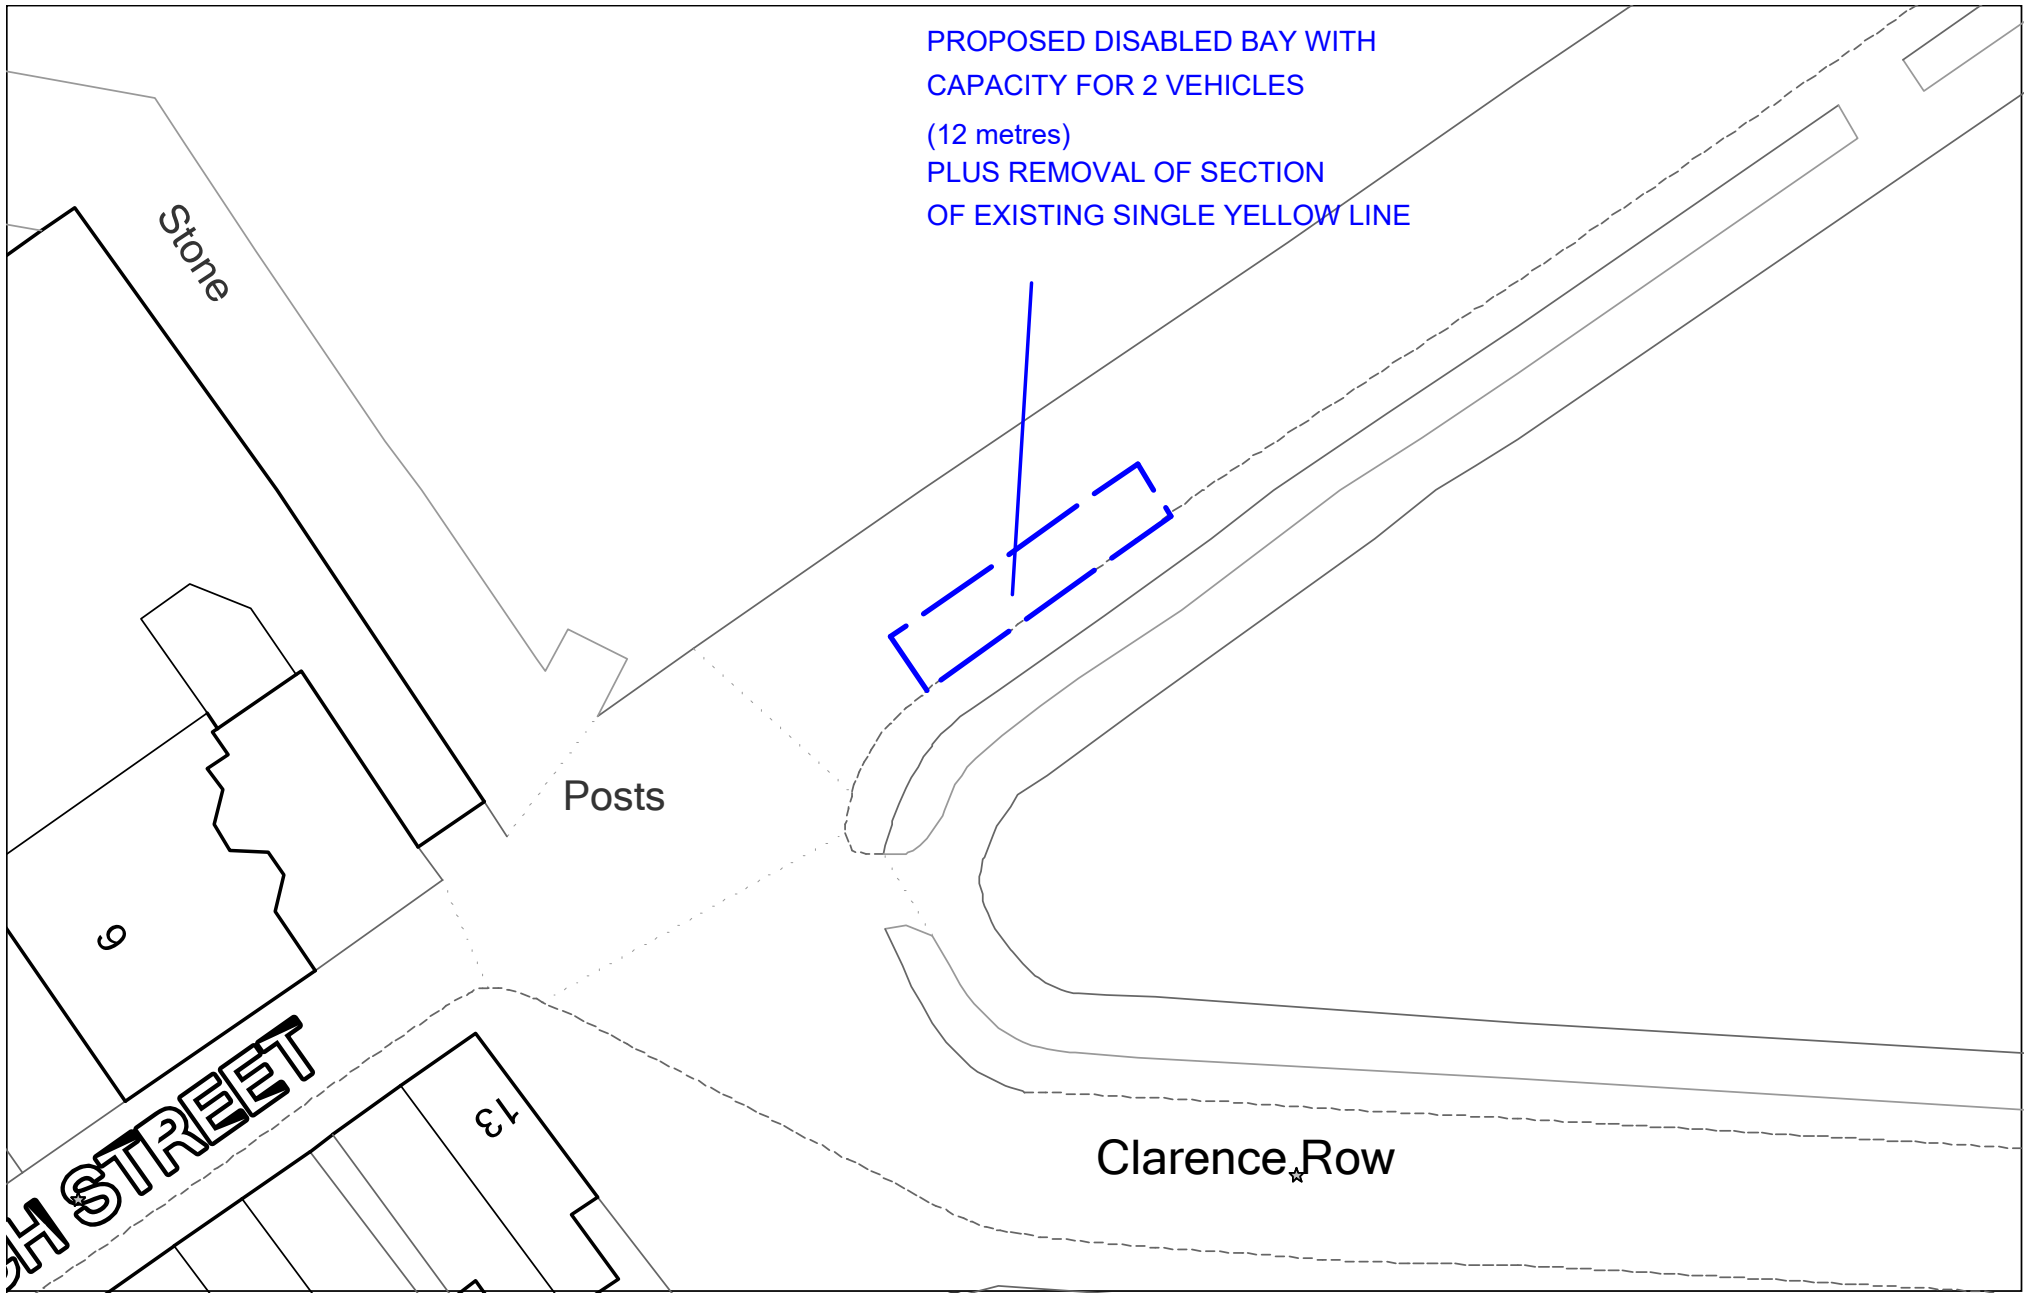 PROPOSED DISABLED BAY WITH
CAPACITY FOR 2 VEHICLES
(12 metres)
PLUS REMOVAL OF SECTION
OF EXISTING SINGLE YELLOW LINE
Stone
Posts
9
13
CH STREET
Clarence Row